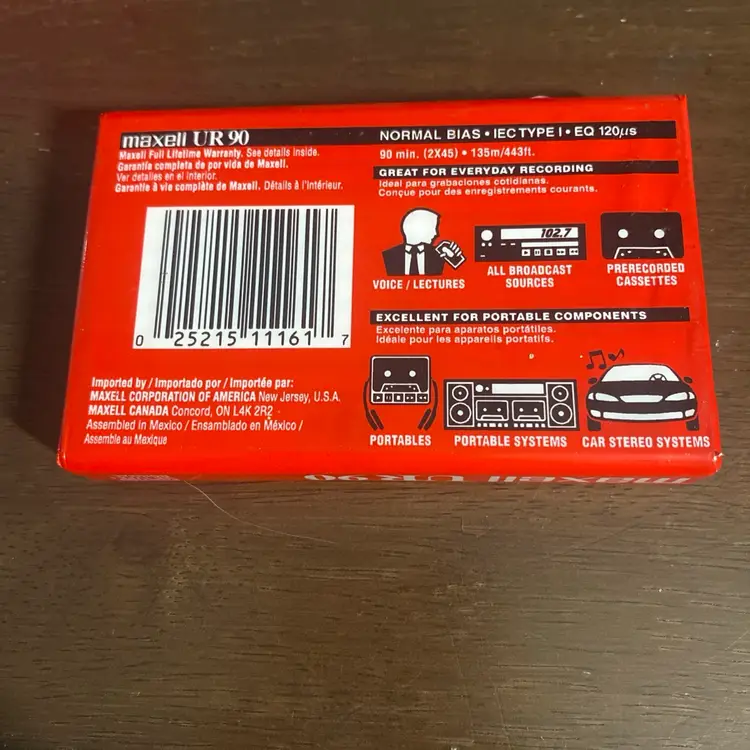 maxell UR 90
Maxell Full Lifetime Warranty. See details inside.
Garantía completa de por vida de Maxell.
Ver detalles en el interior.
Garantie à vie complète de Maxell. Détails à l'intérieur.
0 25215 11161 7
Imported by / Importado por / Importée par:
MAXELL CORPORATION OF AMERICA New Jersey, U.S.A.
MAXELL CANADA Concord, ON L4K 2R2
Assembled in Mexico / Ensamblado en México /
Assemble au Mexique
NORMAL BIAS • IEC TYPE I • EQ 120µs
90 min. (2X45) • 135m/443ft.
GREAT FOR EVERYDAY RECORDING
Ideal para grabaciones cotidianas.
Conçue pour des enregistrements courants.
102.7
VOICE / LECTURES
ALL BROADCAST
SOURCES
PRERECORDED
CASSETTES
EXCELLENT FOR PORTABLE COMPONENTS
Excelente para aparatos portátiles.
Idéale pour les appareils portatifs.
PORTABLES
PORTABLE SYSTEMS
CAR STEREO SYSTEMS
maxell UR 90